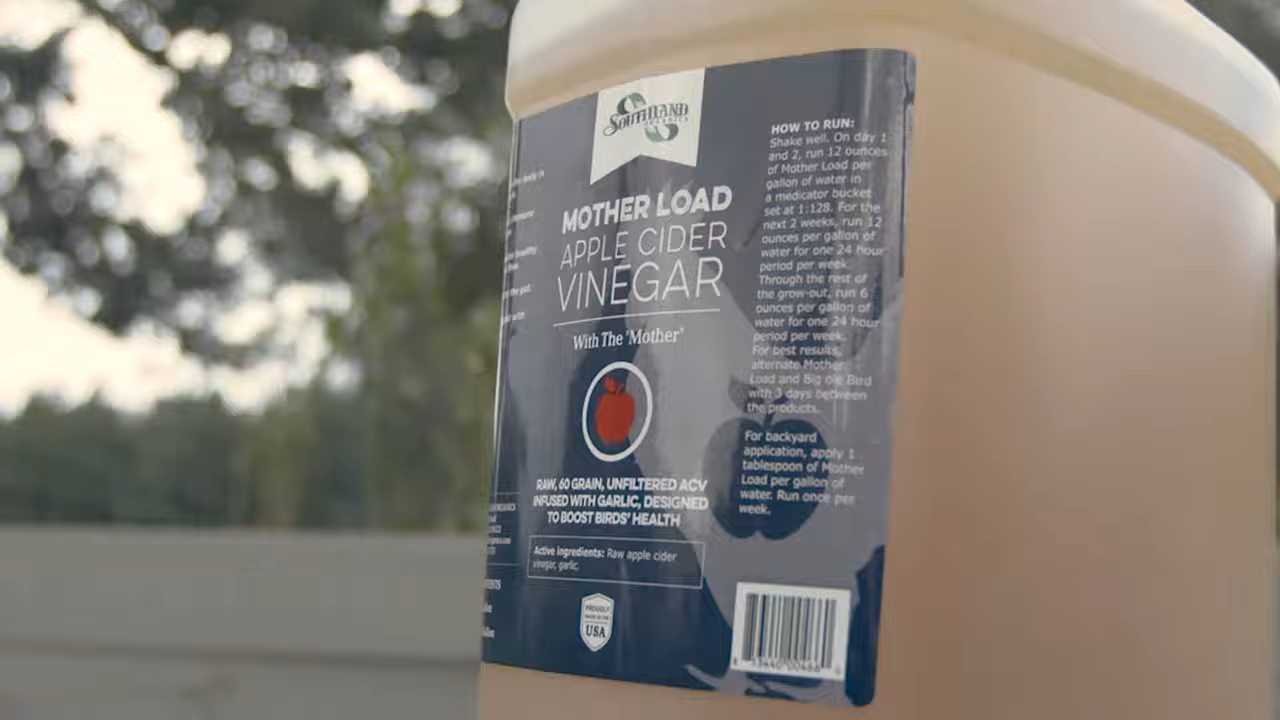 SOUTHLAND
ORGANICS
MOTHER LOAD
APPLE CIDER
VINEGAR
With The 'Mother'
RAW, 60 GRAIN, UNFILTERED ACV
INFUSED WITH GARLIC, DESIGNED
TO BOOST BIRDS' HEALTH
Active ingredients: Raw apple cider
vinegar, garlic.
PROUDLY
MADE IN THE
USA
HOW TO RUN:
Shake well. On day 1
and 2, run 12 ounces
of Mother Load per
gallon of water in
a medicator bucket
set at 1:128. For the
next 2 weeks, run 12
ounces per gallon of
water for one 24 hour
period per week.
Through the rest of
the grow-out, run 6
ounces per gallon of
water for one 24 hour
period per week.
For best results,
alternate Mother
Load and Big ole Bird
with 3 days between
the products.
For backyard
application, apply 1
tablespoon of Mother
Load per gallon of
water. Run once per
week.